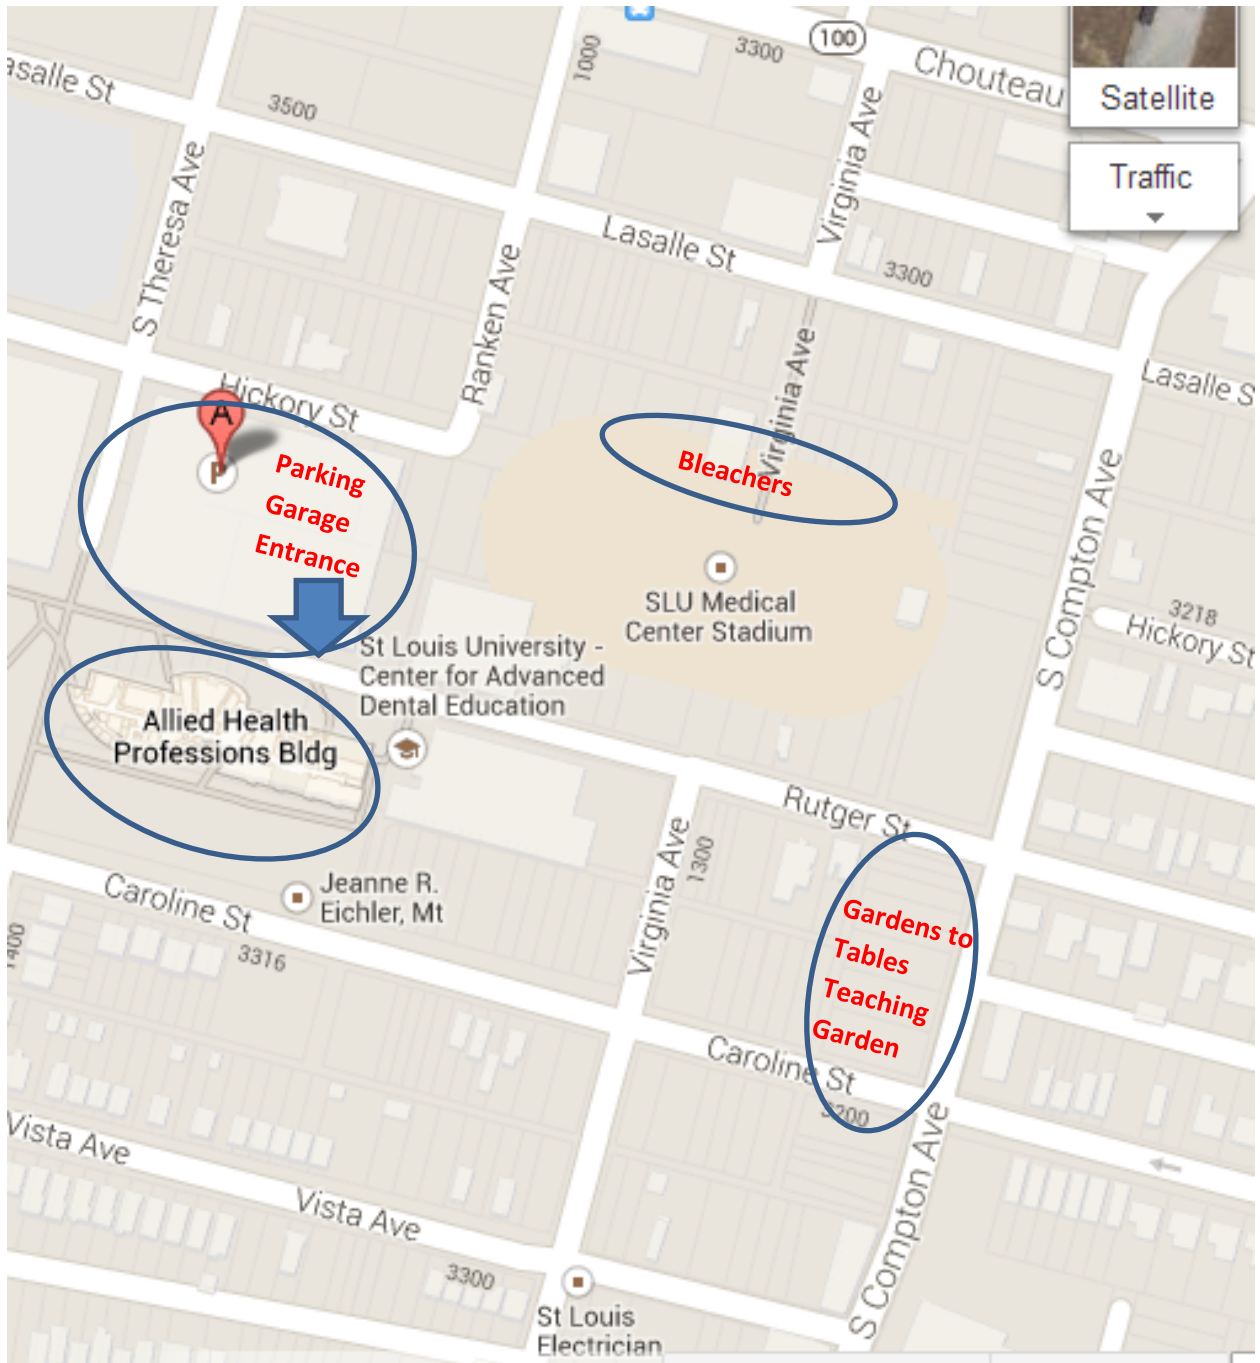 asalle St
3500
1000
3300
100
Chouteau
Satellite
Traffic
S Theresa Ave
Virginia Ave
Lasalle St
3300
Ranken Ave
Virginia Ave
Lasalle S
Hickory St
A
P
Parking
Garage
Entrance
Bleachers
S Compton Ave
SLU Medical
Center Stadium
3218
Hickory St
St Louis University -
Center for Advanced
Dental Education
Allied Health
Professions Bldg
Rutger St
Virginia Ave
1300
Caroline St
Jeanne R.
Eichler, Mt
3316
1400
Gardens to
Tables
Teaching
Garden
Caroline St
3200
Vista Ave
Vista Ave
3300
S Compton Ave
St Louis
Electrician